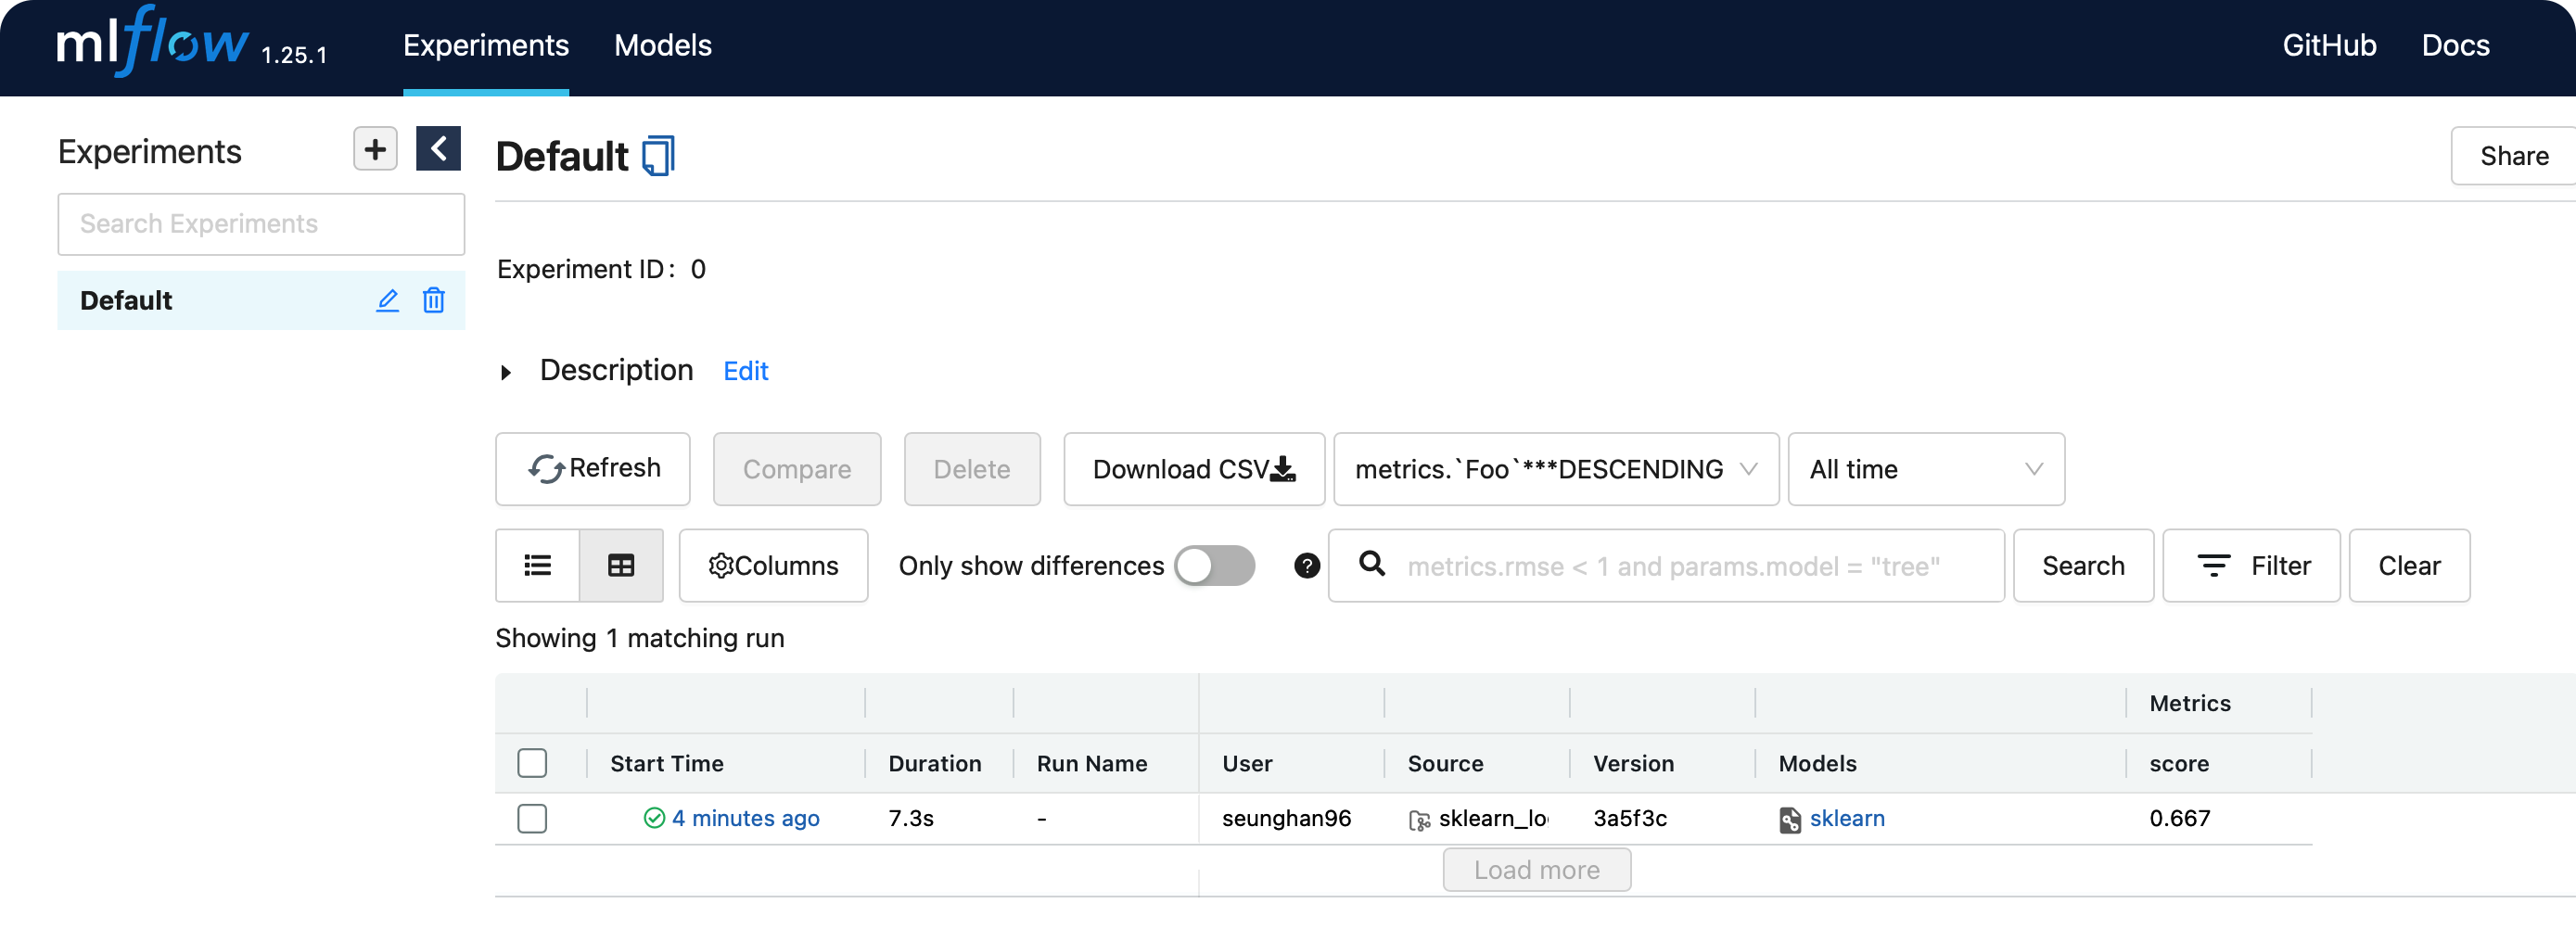 mlflow 1.25.1 Experiments Models GitHub Docs
Experiments
Search Experiments
Default
Default
Share
Experiment ID: 0
Description Edit
Refresh Compare Delete Download CSV metrics.`Foo`***DESCENDING All time
Columns Only show differences ? metrics.rmse < 1 and params.model = "tree" Search Filter Clear
Showing 1 matching run
Metrics
Start Time Duration Run Name User Source Version Models score
4 minutes ago 7.3s - seunghan96 sklearn_lo 3a5f3c sklearn 0.667
Load more